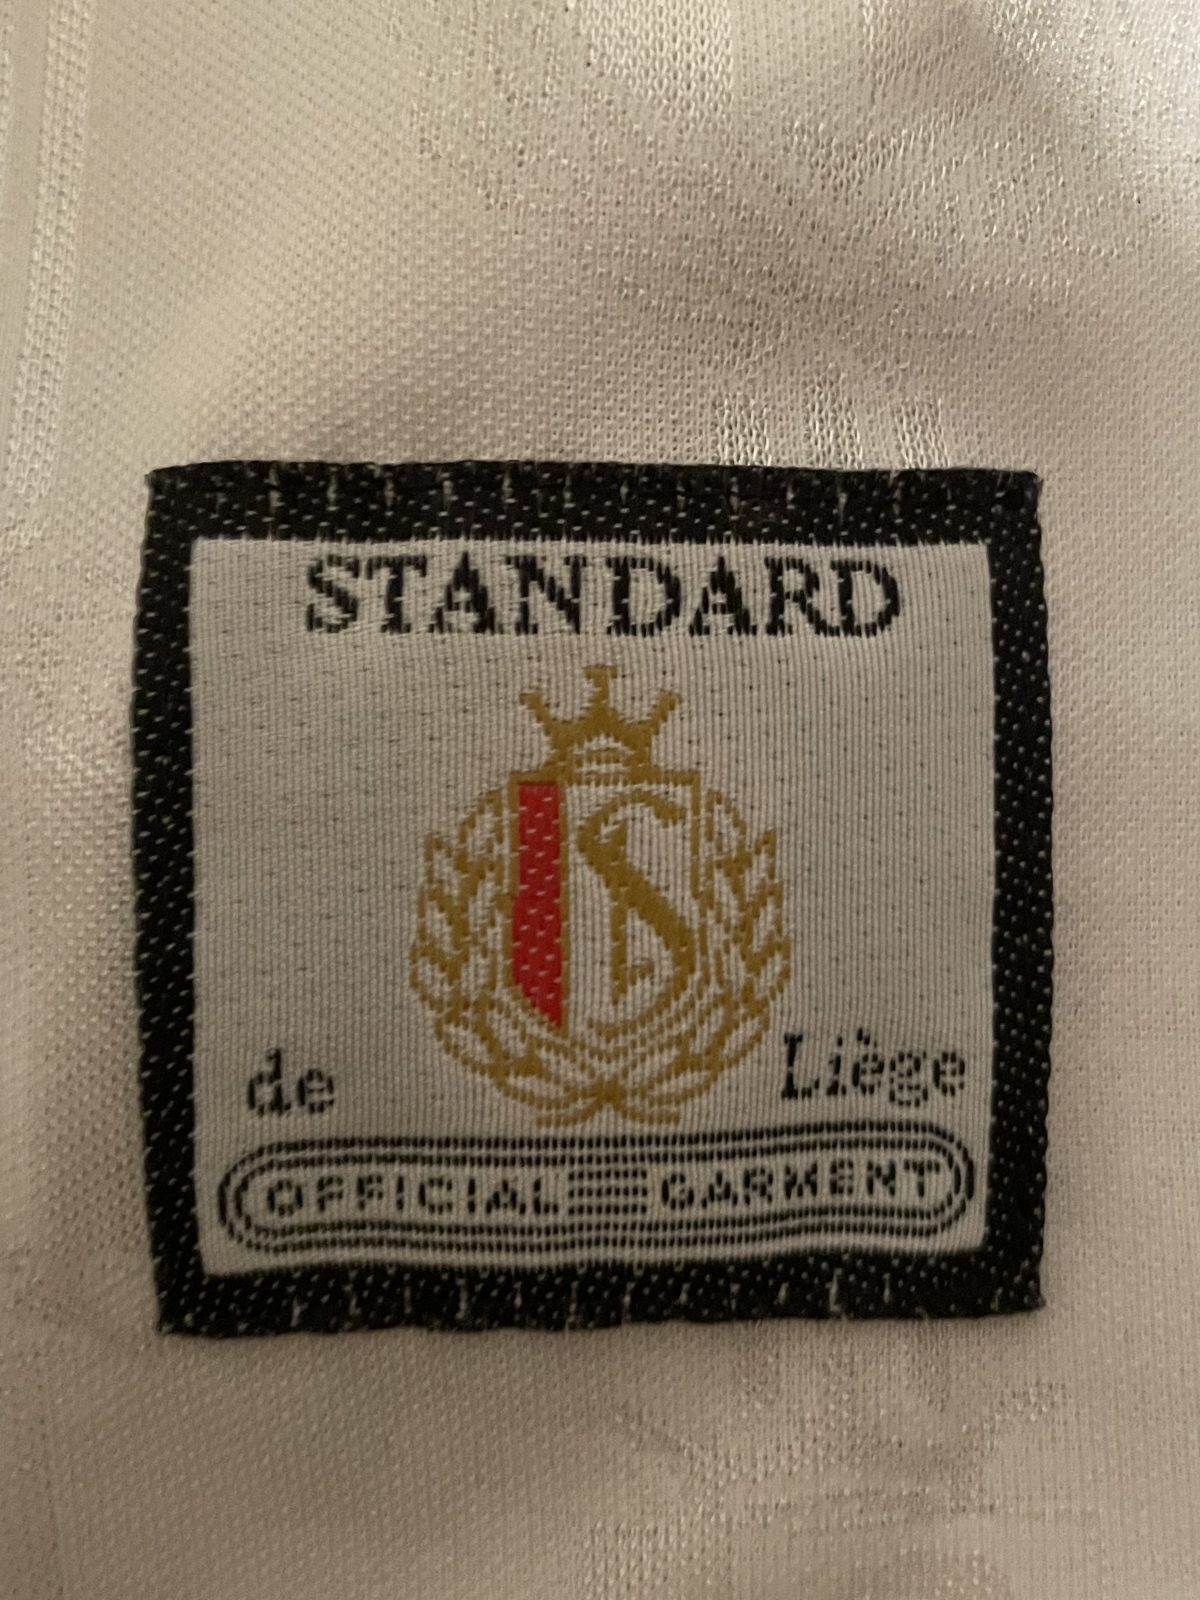 STANDARD
S
de Liège
OFFICIAL GARMENT